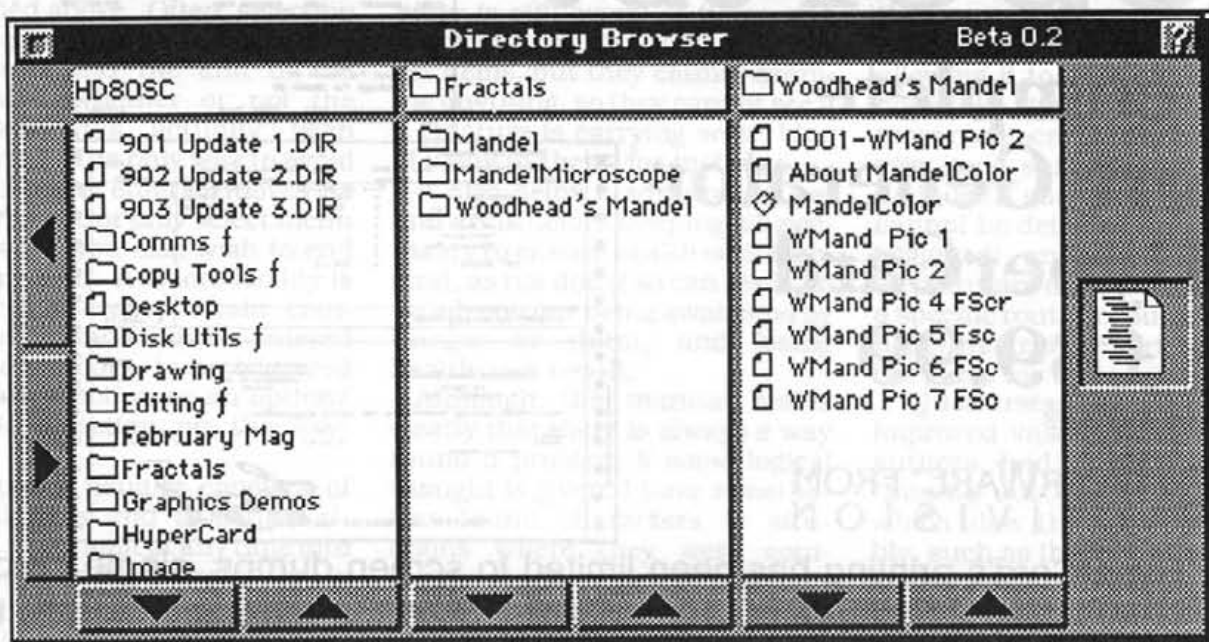 Directory Browser
Beta 0.2
HD80SC
901 Update 1.DIR
902 Update 2.DIR
903 Update 3.DIR
Comms ƒ
Copy Tools ƒ
Desktop
Disk Utils ƒ
Drawing
Editing ƒ
February Mag
Fractals
Graphics Demos
HyperCard
Image
Fractals
Mandel
MandelMicroscope
Woodhead's Mandel
Woodhead's Mandel
0001-WMand Pic 2
About MandelColor
MandelColor
WMand Pic 1
WMand Pic 2
WMand Pic 4 FScr
WMand Pic 5 FSc
WMand Pic 6 FSc
WMand Pic 7 FSc